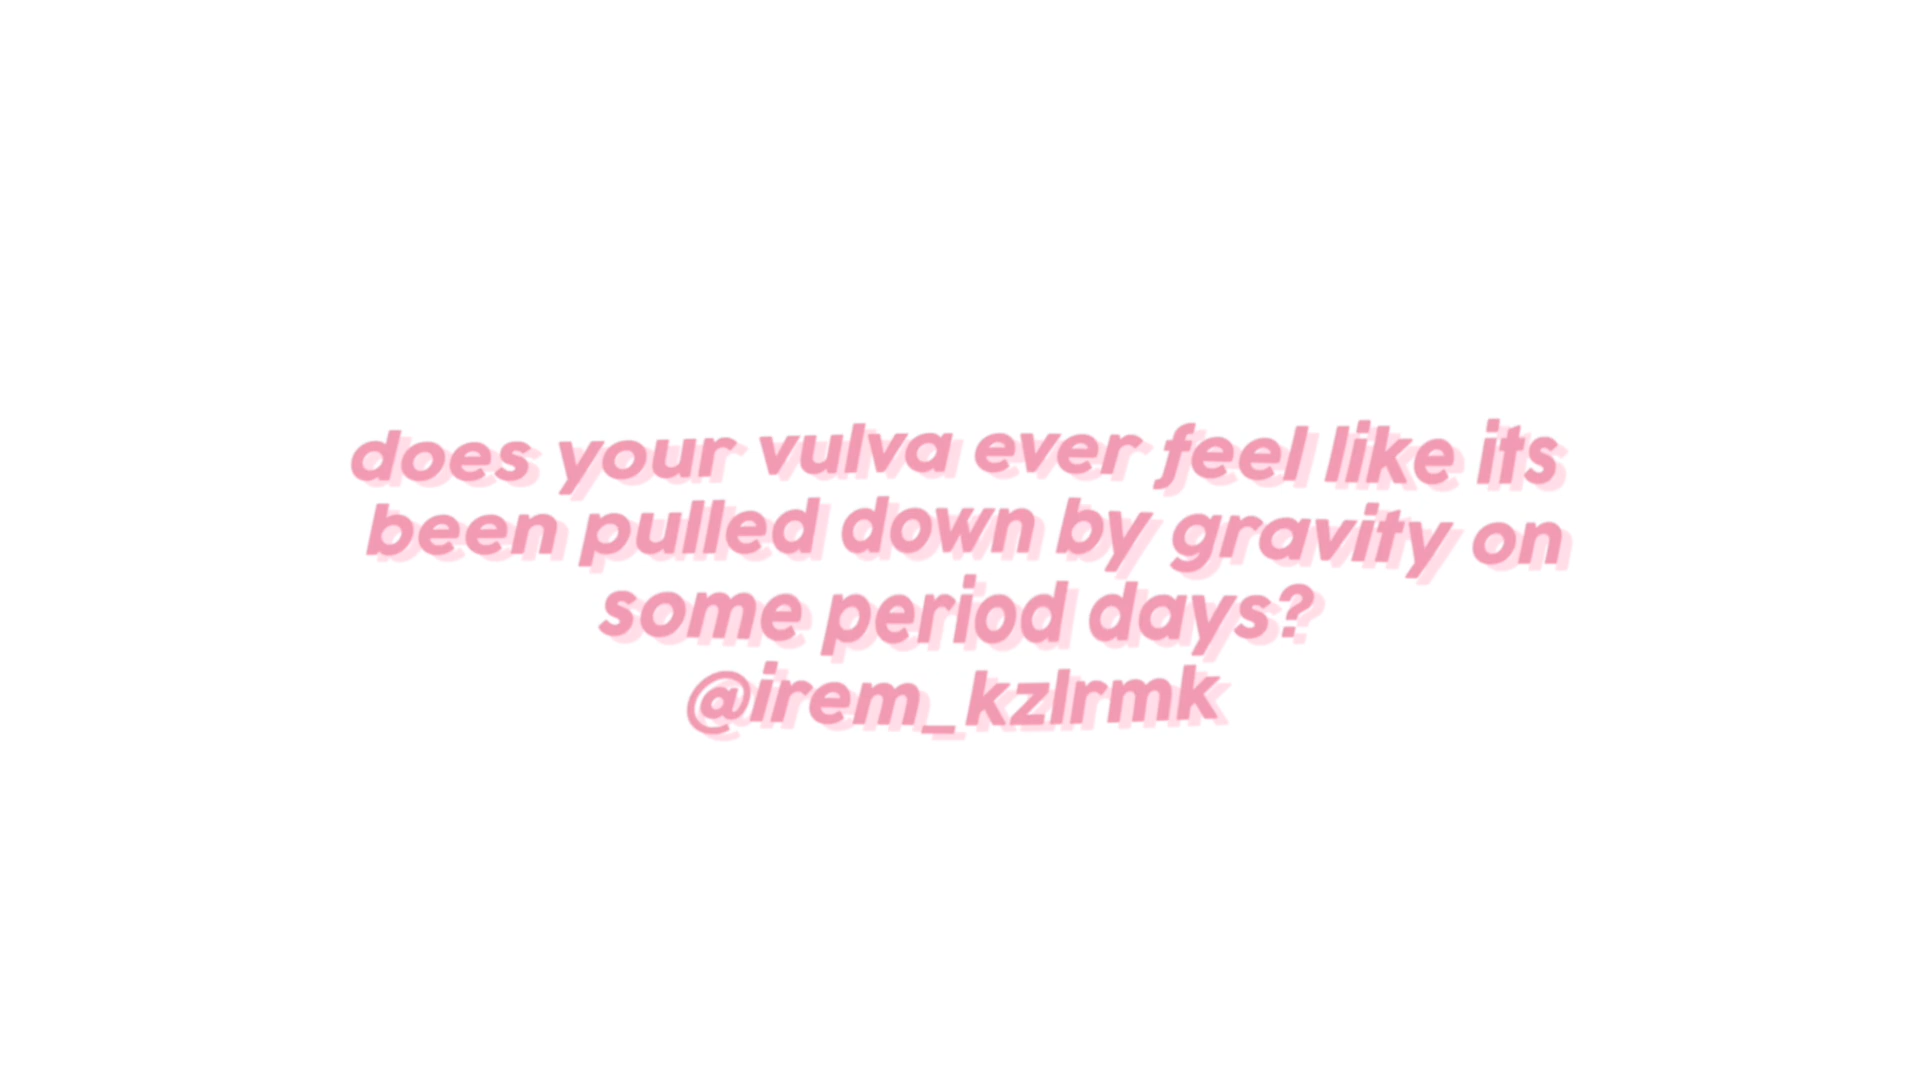 does your vulva ever feel like its
been pulled down by gravity on
some period days?
@irem_kzlrmk